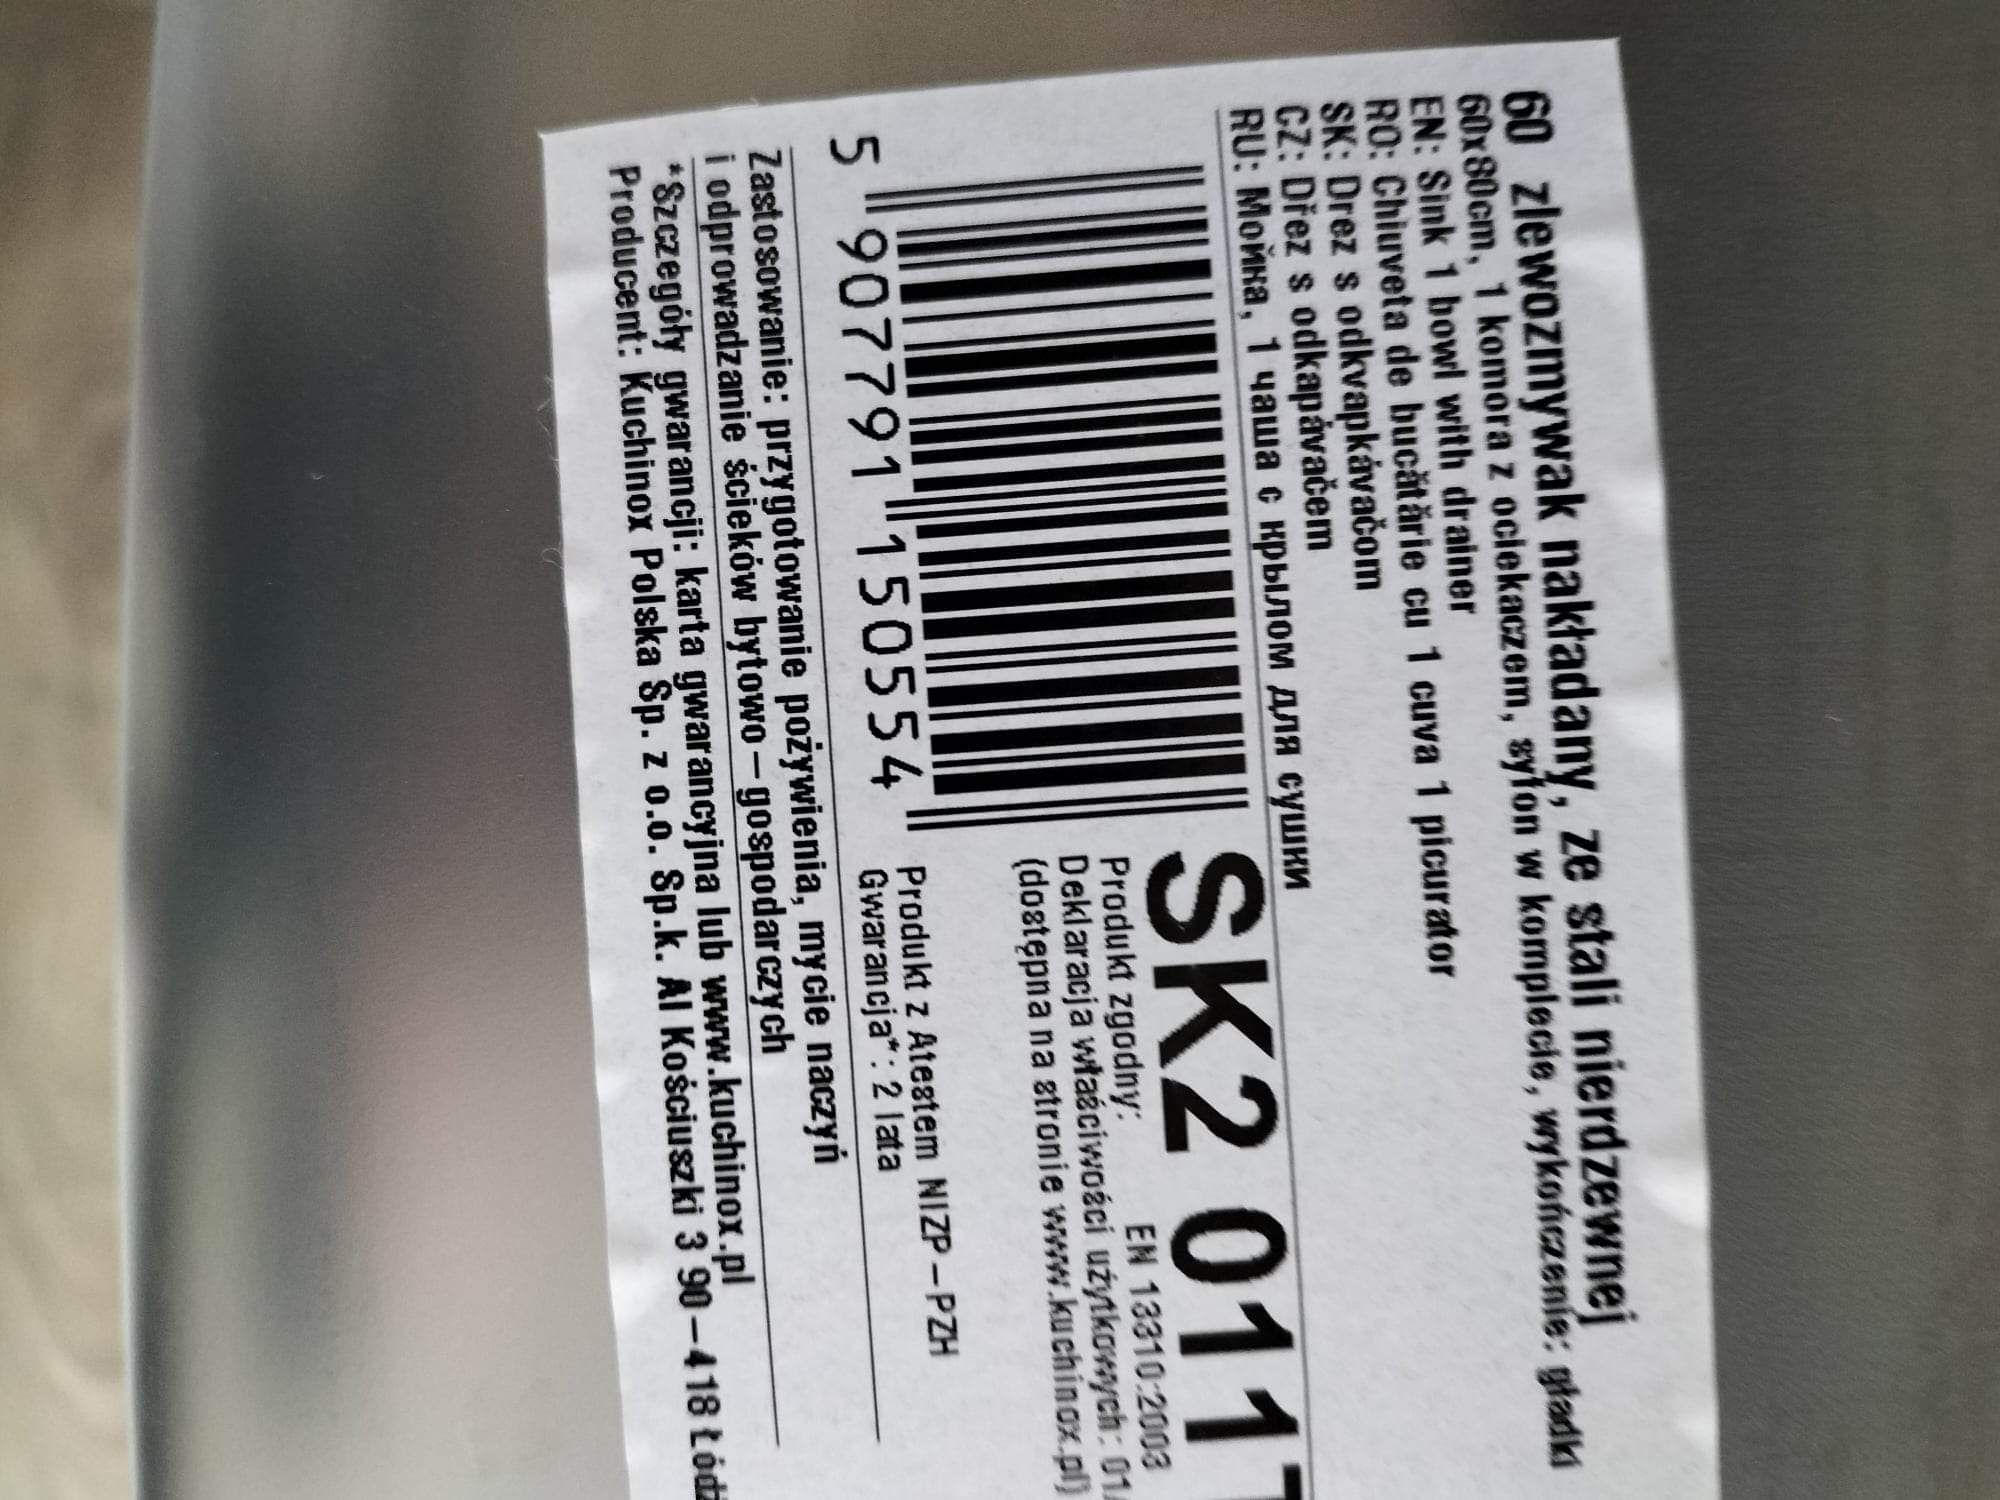 60 zlewozmywak nakładany, ze stali nierdzewnej
60x80cm, 1 komora z ociekaczem, syfon w komplecie, wykończenie: gładki
EN: Sink 1 bowl with drainer
RO: Chiuveta de bucătărie cu 1 cuva 1 picurator
SK: Drez s odkvapkávačom
CZ: Dřez s odkapávačem
RU: Мойка, 1 чаша с крылом для сушки
SK2 011
Produkt zgodny: EN 13310:2003
Deklaracja właściwości użytkowych: 01
(dostępna na stronie www.kuchinox.pl)
5 907791 150554
Produkt z Atestem NIZP-PZH
Gwarancja*: 2 lata
Zastosowanie: przygotowanie pożywienia, mycie naczyń
i odprowadzanie ścieków bytowo-gospodarczych
*Szczegóły gwarancji: karta gwarancyjna lub www.kuchinox.pl
Producent: Kuchinox Polska Sp. z o.o. Sp.k. Al Kościuszki 3 90-418 Łódź